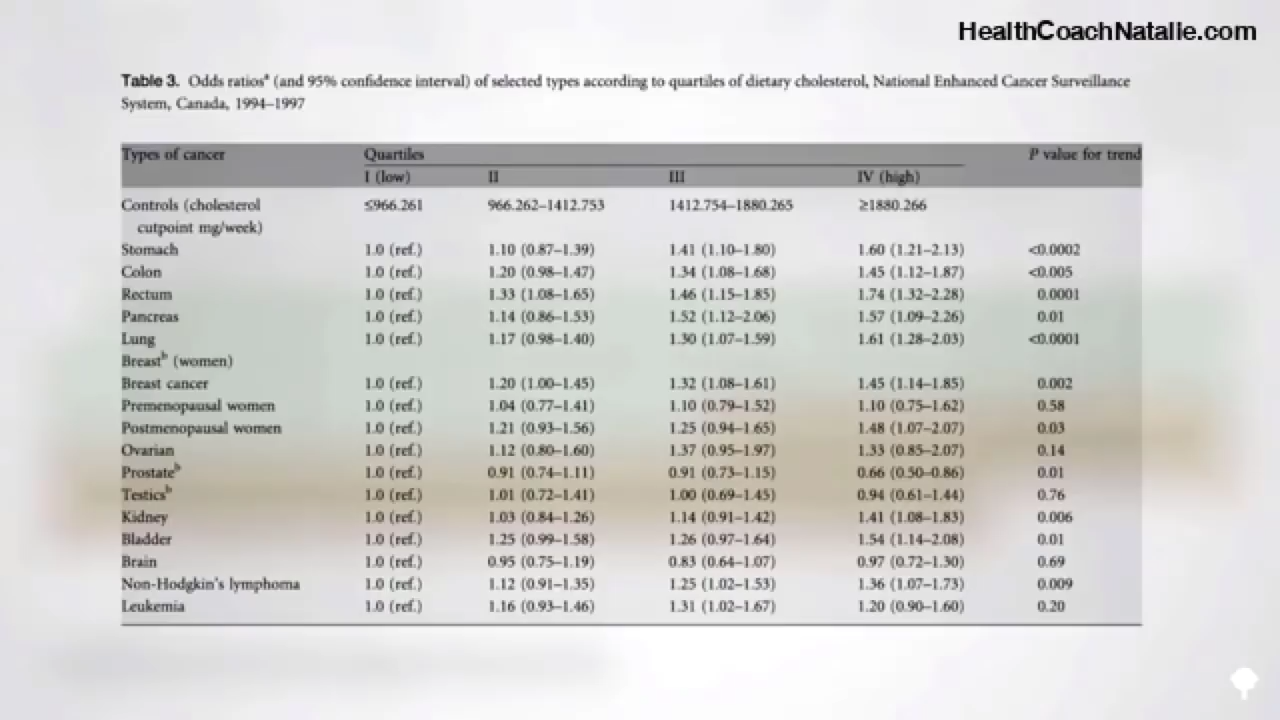 HealthCoachNatalie.com
Table 3. Odds ratiosᵃ (and 95% confidence interval) of selected types according to quartiles of dietary cholesterol, National Enhanced Cancer Surveillance
System, Canada, 1994–1997
Types of cancer Quartiles P value for trend
I (low) II III IV (high)
Controls (cholesterol ≤966.261 966.262–1412.753 1412.754–1880.265 ≥1880.266
cutpoint mg/week)
Stomach 1.0 (ref.) 1.10 (0.87–1.39) 1.41 (1.10–1.80) 1.60 (1.21–2.13) <0.0002
Colon 1.0 (ref.) 1.20 (0.98–1.47) 1.34 (1.08–1.68) 1.45 (1.12–1.87) <0.005
Rectum 1.0 (ref.) 1.33 (1.08–1.65) 1.46 (1.15–1.85) 1.74 (1.32–2.28) 0.0001
Pancreas 1.0 (ref.) 1.14 (0.86–1.53) 1.52 (1.12–2.06) 1.57 (1.09–2.26) 0.01
Lung 1.0 (ref.) 1.17 (0.98–1.40) 1.30 (1.07–1.59) 1.61 (1.28–2.03) <0.0001
Breastᵇ (women)
Breast cancer 1.0 (ref.) 1.20 (1.00–1.45) 1.32 (1.08–1.61) 1.45 (1.14–1.85) 0.002
Premenopausal women 1.0 (ref.) 1.04 (0.77–1.41) 1.10 (0.79–1.52) 1.10 (0.75–1.62) 0.58
Postmenopausal women 1.0 (ref.) 1.21 (0.93–1.56) 1.25 (0.94–1.65) 1.48 (1.07–2.07) 0.03
Ovarian 1.0 (ref.) 1.12 (0.80–1.60) 1.37 (0.95–1.97) 1.33 (0.85–2.07) 0.14
Prostateᵇ 1.0 (ref.) 0.91 (0.74–1.11) 0.91 (0.73–1.15) 0.66 (0.50–0.86) 0.01
Testicsᵇ 1.0 (ref.) 1.01 (0.72–1.41) 1.00 (0.69–1.45) 0.94 (0.61–1.44) 0.76
Kidney 1.0 (ref.) 1.03 (0.84–1.26) 1.14 (0.91–1.42) 1.41 (1.08–1.83) 0.006
Bladder 1.0 (ref.) 1.25 (0.99–1.58) 1.26 (0.97–1.64) 1.54 (1.14–2.08) 0.01
Brain 1.0 (ref.) 0.95 (0.75–1.19) 0.83 (0.64–1.07) 0.97 (0.72–1.30) 0.69
Non-Hodgkin's lymphoma 1.0 (ref.) 1.12 (0.91–1.35) 1.25 (1.02–1.53) 1.36 (1.07–1.73) 0.009
Leukemia 1.0 (ref.) 1.16 (0.93–1.46) 1.31 (1.02–1.67) 1.20 (0.90–1.60) 0.20